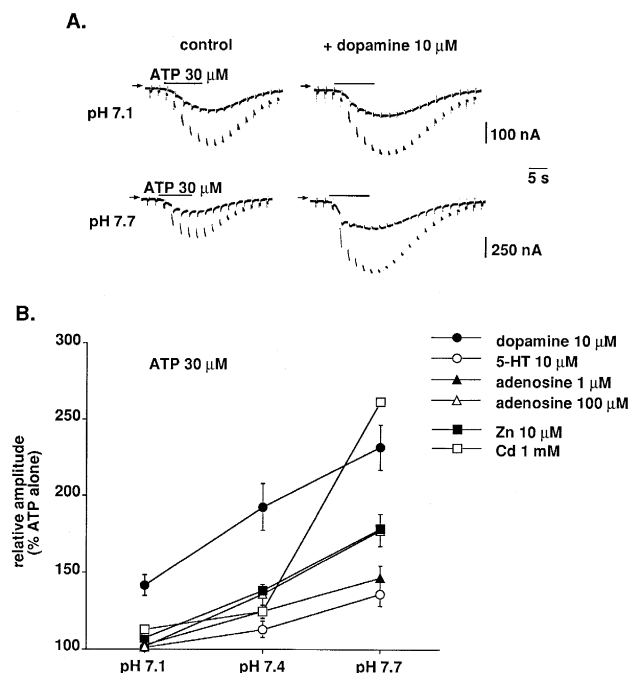 A.
control
+ dopamine 10 µM
ATP 30 µM
pH 7.1
100 nA
5 s
ATP 30 µM
pH 7.7
250 nA
B.
300
250
200
150
100
relative amplitude
(% ATP alone)
ATP 30 µM
dopamine 10 µM
5-HT 10 µM
adenosine 1 µM
adenosine 100 µM
Zn 10 µM
Cd 1 mM
pH 7.1
pH 7.4
pH 7.7